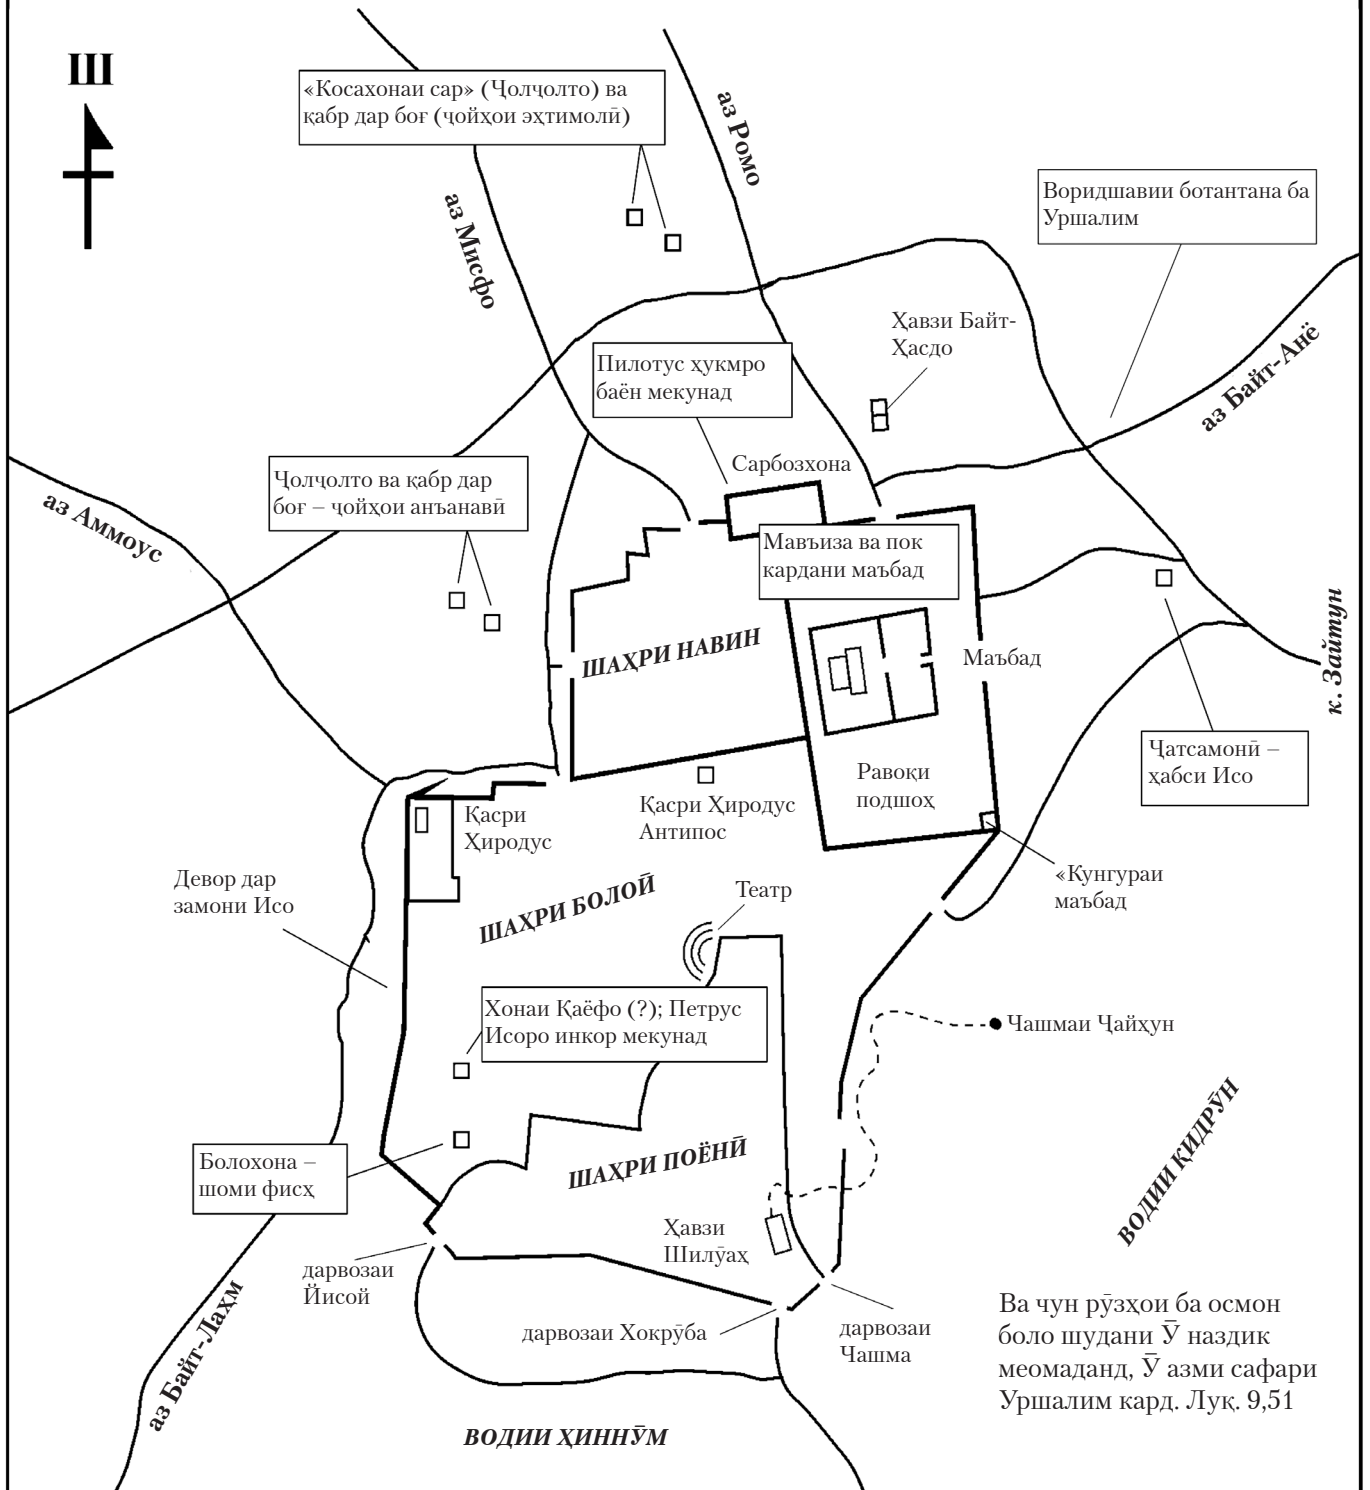 Ш
«Косахонаи сар» (Ҷолҷолто) ва
қабр дар боғ (ҷойҳои эҳтимолӣ)
аз Ромо
аз Мисфо
Воридшавии ботантана ба
Уршалим
Ҳавзи Байт-
Ҳасдо
аз Байт-Анё
Пилотус ҳукмро
баён мекунад
Сарбозхона
Ҷолҷолто ва қабр дар
боғ – ҷойҳои анъанавӣ
аз Аммоус
Мавъиза ва пок
кардани маъбад
ШАҲРИ НАВИН
Маъбад
к. Зайтун
Ҷатсамонӣ –
ҳабси Исо
Равоқи
подшоҳ
Қасри Ҳиродус
Антипос
Қасри
Ҳиродус
Девор дар
замони Исо
«Кунгураи
маъбад
ШАҲРИ БОЛОӢ
Театр
Хонаи Қаёфо (?); Петрус
Исоро инкор мекунад
Чашмаи Ҷайҳун
ВОДИИ ҚИДРӮН
Болохона –
шоми фисҳ
ШАҲРИ ПОЁНӢ
Ҳавзи
Шилӯаҳ
дарвозаи
Йисой
дарвозаи Хокрӯба
дарвозаи
Чашма
аз Байт-Лаҳм
ВОДИИ ҲИННӮМ
Ва чун рӯзҳои ба осмон
боло шудани Ӯ наздик
меомаданд, Ӯ азми сафари
Уршалим кард. Луқ. 9,51